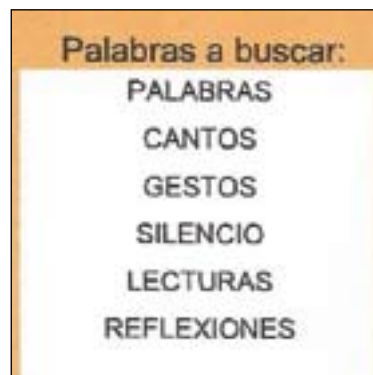 Palabras a buscar:
PALABRAS
CANTOS
GESTOS
SILENCIO
LECTURAS
REFLEXIONES